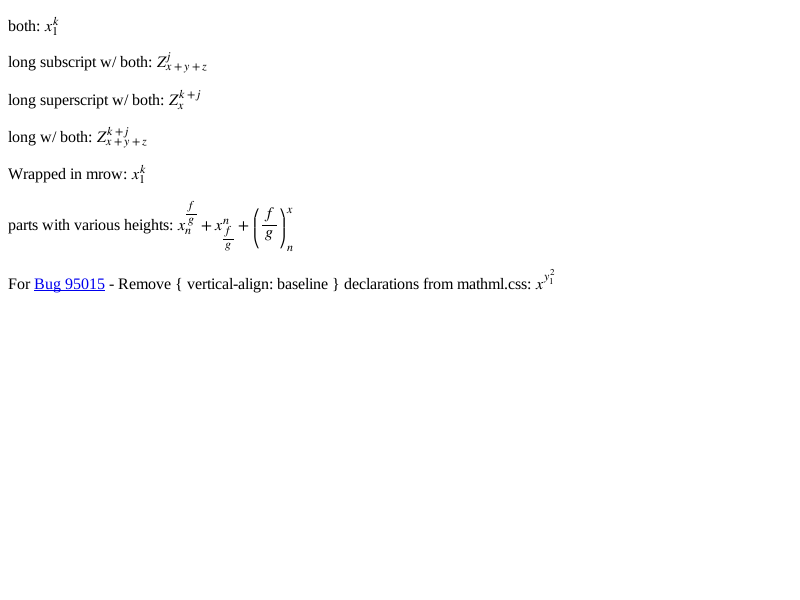 both: $x_1^k$
long subscript w/ both: $Z_{x+y+z}^j$
long superscript w/ both: $Z_x^{k+j}$
long w/ both: $Z_{x+y+z}^{k+j}$
Wrapped in mrow: $x_1^k$
parts with various heights: $x_n^{\frac{f}{g}} + x_{\frac{f}{g}}^n + \left(\frac{f}{g}\right)_n^x$
For Bug 95015 - Remove { vertical-align: baseline } declarations from mathml.css: $x^{y_1^2}$